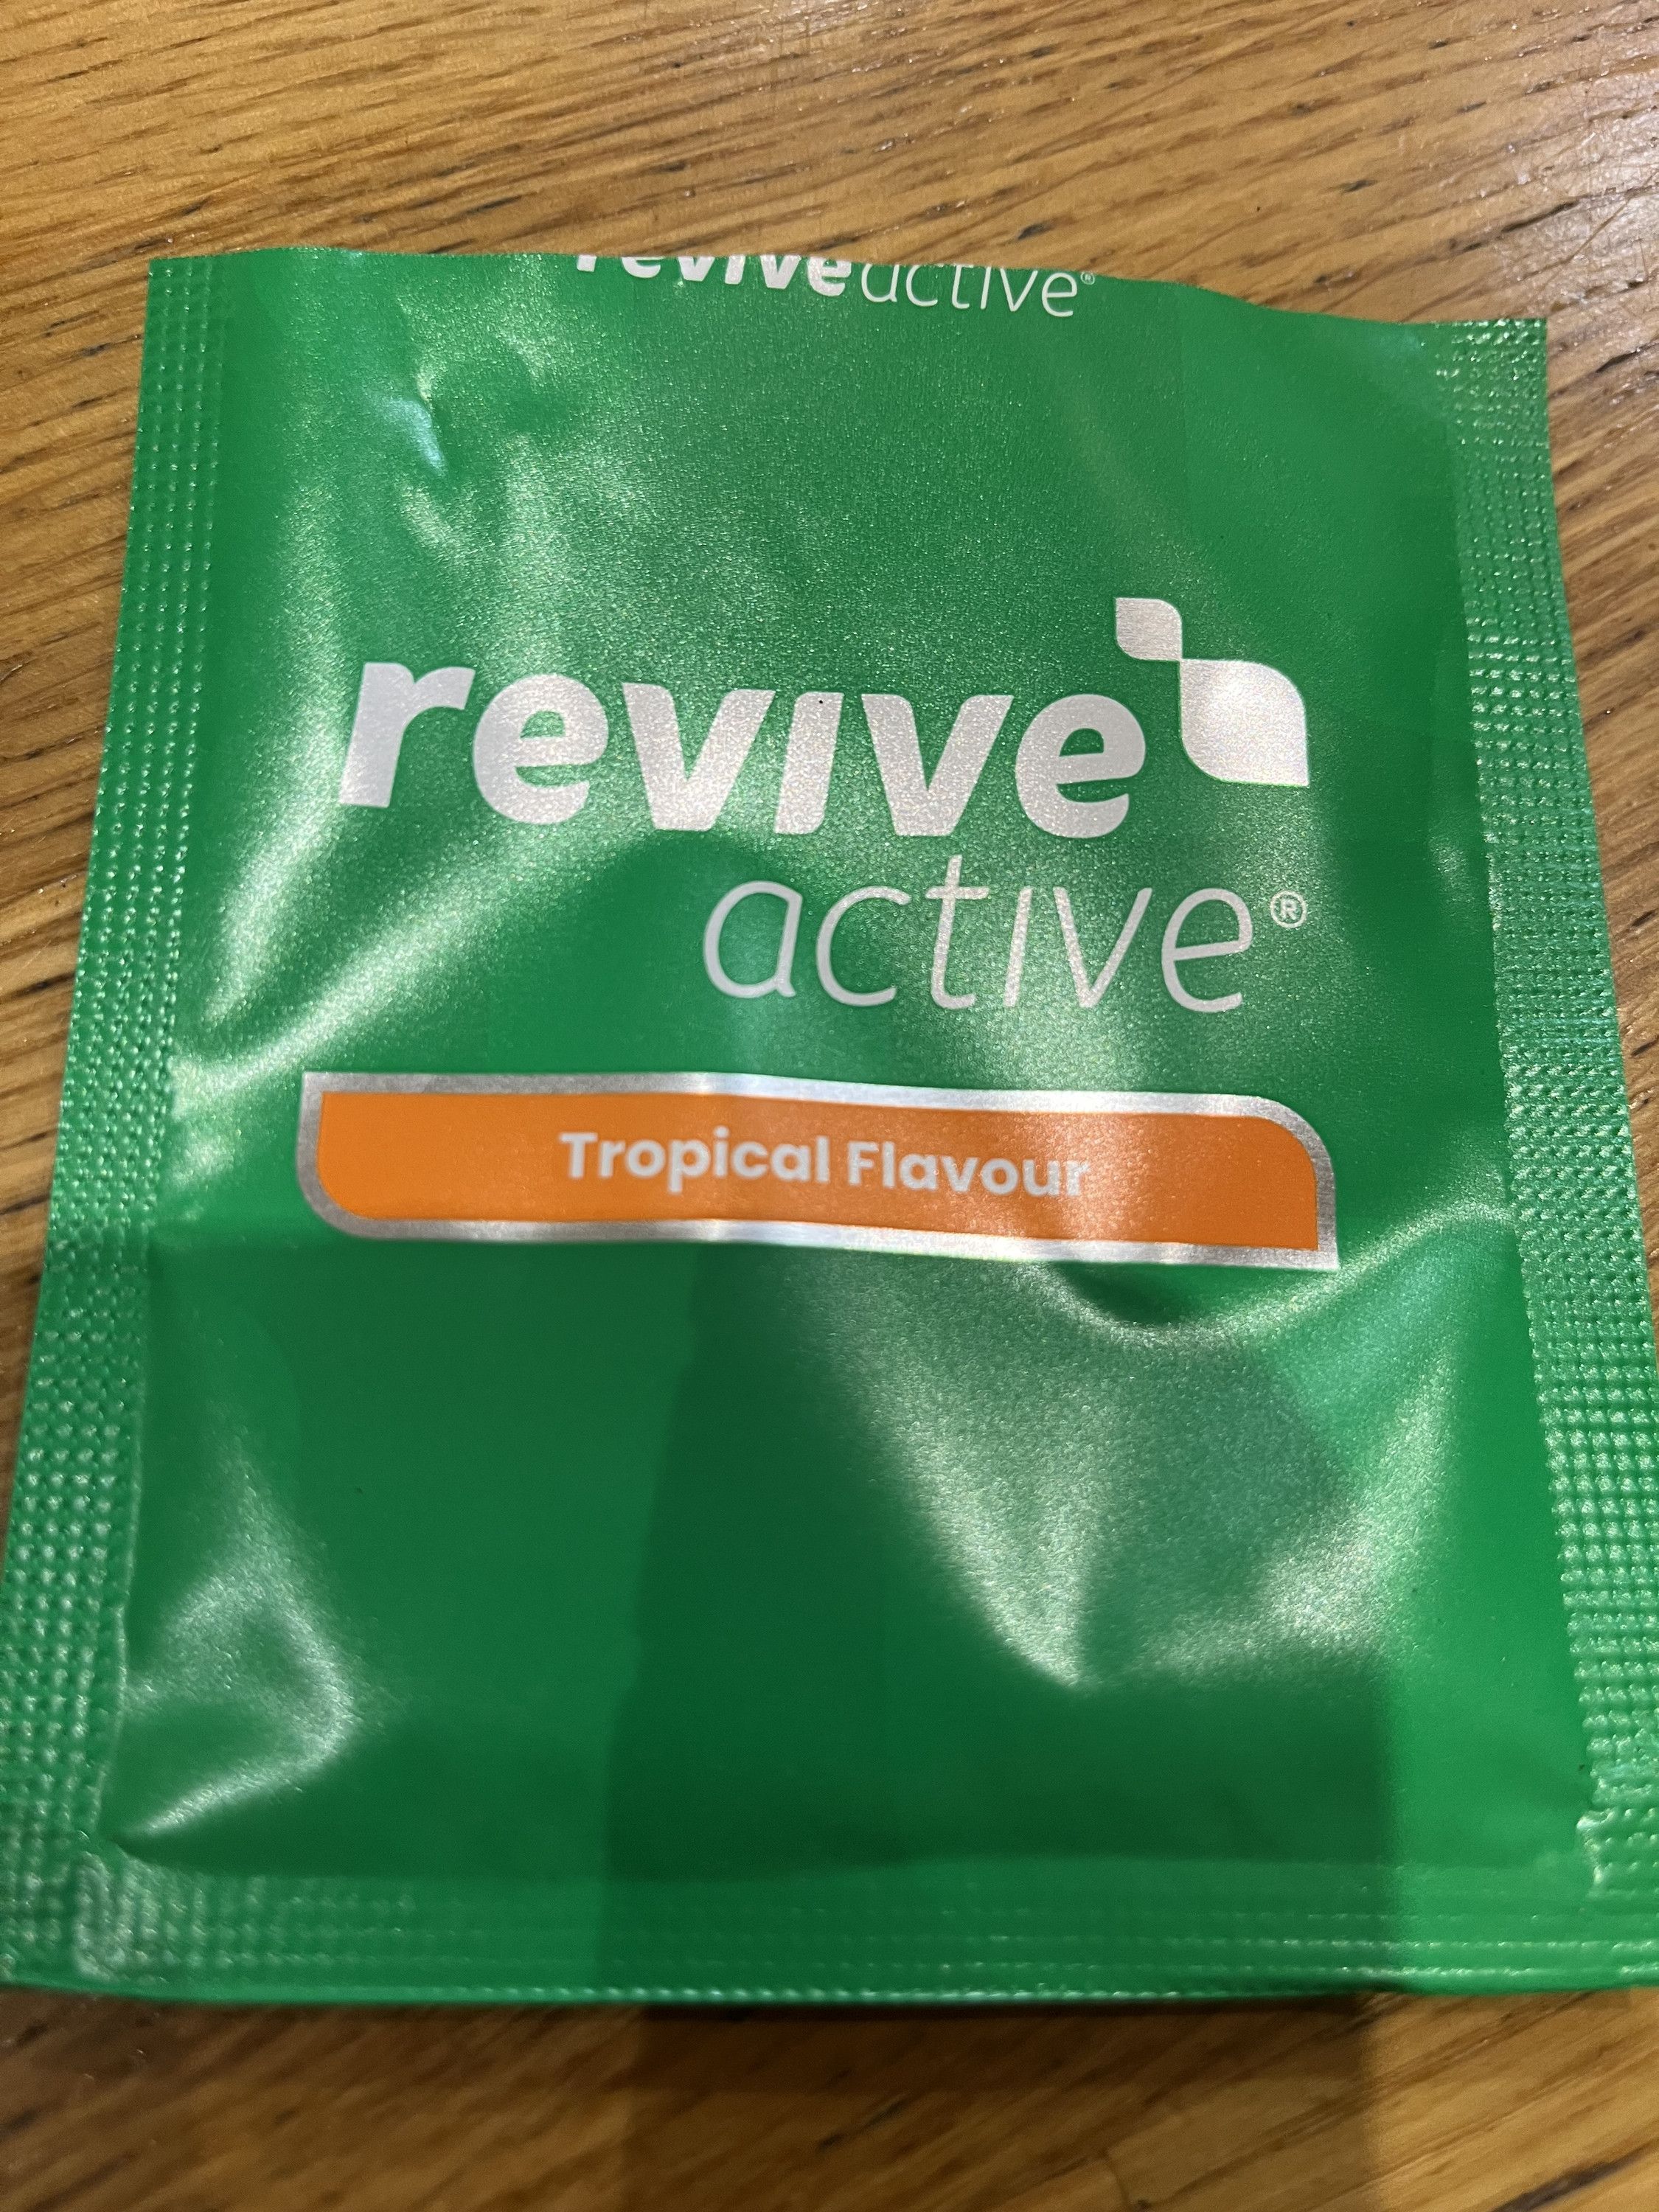 reviveactive®
revive
active®
Tropical Flavour